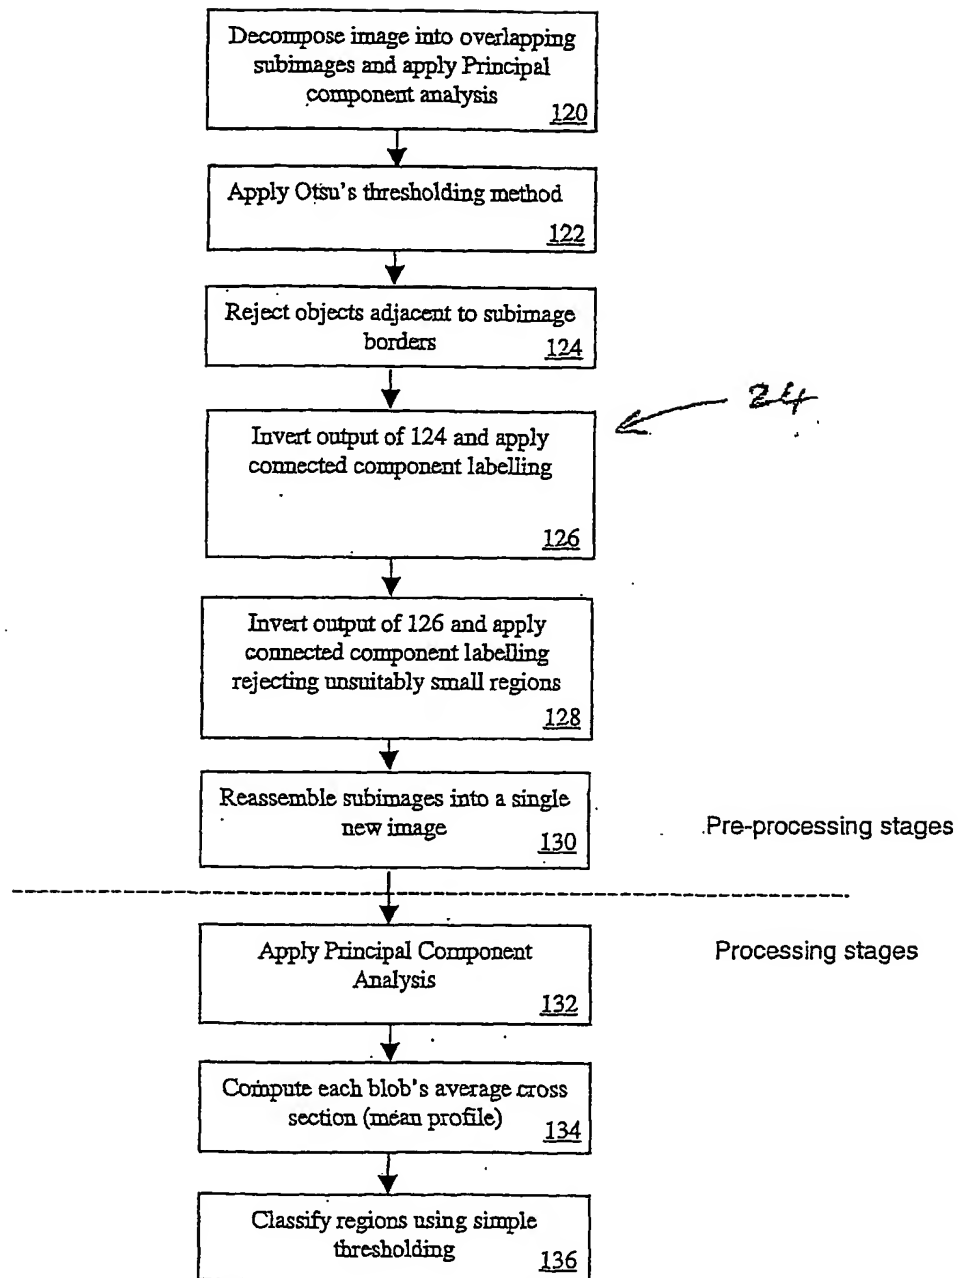 Decompose image into overlapping
subimages and apply Principal
component analysis
120
Apply Otsu's thresholding method
122
Reject objects adjacent to subimage
borders
124
24
Invert output of 124 and apply
connected component labelling
126
Invert output of 126 and apply
connected component labelling
rejecting unsuitably small regions
128
Reassemble subimages into a single
new image
130
Pre-processing stages
Processing stages
Apply Principal Component
Analysis
132
Compute each blob's average cross
section (mean profile)
134
Classify regions using simple
thresholding
136